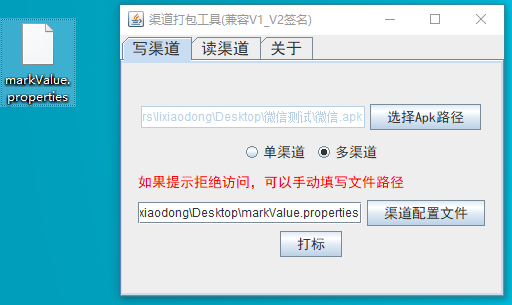 markValue.
properties
渠道打包工具(兼容V1_V2签名)
写渠道 读渠道 关于
rs\lixiaodong\Desktop\微信测试\微信.apk 选择Apk路径
单渠道 多渠道
如果提示拒绝访问，可以手动填写文件路径
xiaodong\Desktop\markValue.properties 渠道配置文件
打标